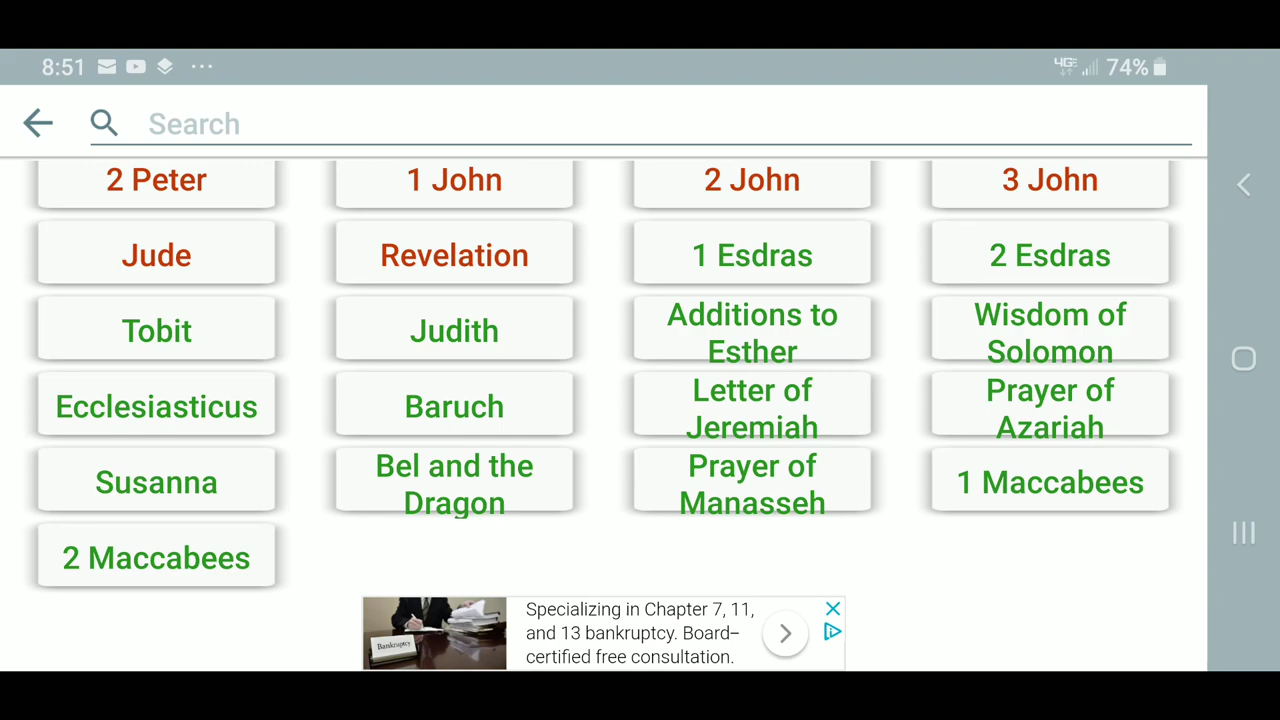 8:51 ... 4GE 74%
Search
2 Peter 1 John 2 John 3 John
Jude Revelation 1 Esdras 2 Esdras
Tobit Judith Additions to Esther Wisdom of Solomon
Ecclesiasticus Baruch Letter of Jeremiah Prayer of Azariah
Susanna Bel and the Dragon Prayer of Manasseh 1 Maccabees
2 Maccabees
Bankruptcy
Specializing in Chapter 7, 11,
and 13 bankruptcy. Board-
certified free consultation.